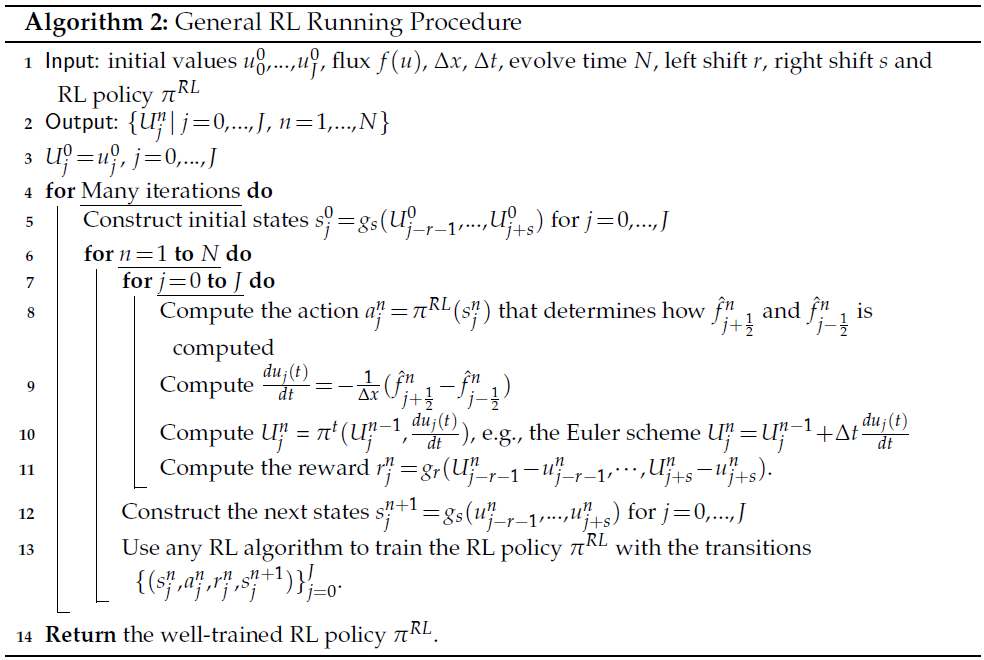 Algorithm 2: General RL Running Procedure
1 Input: initial values $u_0^0,...,u_J^0$, flux $f(u)$, $\Delta x$, $\Delta t$, evolve time $N$, left shift $r$, right shift $s$ and
RL policy $\pi^{RL}$
2 Output: $\{U_j^n | j=0,...,J, n=1,...,N\}$
3 $U_j^0 = u_j^0$, $j=0,...,J$
4 for Many iterations do
5 Construct initial states $s_j^0 = g_s(U_{j-r-1}^0,...,U_{j+s}^0)$ for $j=0,...,J$
6 for $n=1$ to $N$ do
7 for $j=0$ to $J$ do
8 Compute the action $a_j^n = \pi^{RL}(s_j^n)$ that determines how $\hat{f}_{j+\frac{1}{2}}^n$ and $\hat{f}_{j-\frac{1}{2}}^n$ is
computed
9 Compute $\frac{du_j(t)}{dt} = -\frac{1}{\Delta x}(\hat{f}_{j+\frac{1}{2}}^n - \hat{f}_{j-\frac{1}{2}}^n)$
10 Compute $U_j^n = \pi^t(U_j^{n-1}, \frac{du_j(t)}{dt})$, e.g., the Euler scheme $U_j^n = U_j^{n-1} + \Delta t \frac{du_j(t)}{dt}$
11 Compute the reward $r_j^n = g_r(U_{j-r-1}^n - u_{j-r-1}^n, \cdots, U_{j+s}^n - u_{j+s}^n)$.
12 Construct the next states $s_j^{n+1} = g_s(u_{j-r-1}^n,...,u_{j+s}^n)$ for $j=0,...,J$
13 Use any RL algorithm to train the RL policy $\pi^{RL}$ with the transitions
$\{(s_j^n, a_j^n, r_j^n, s_j^{n+1})\}_{j=0}^J$.
14 Return the well-trained RL policy $\pi^{RL}$.